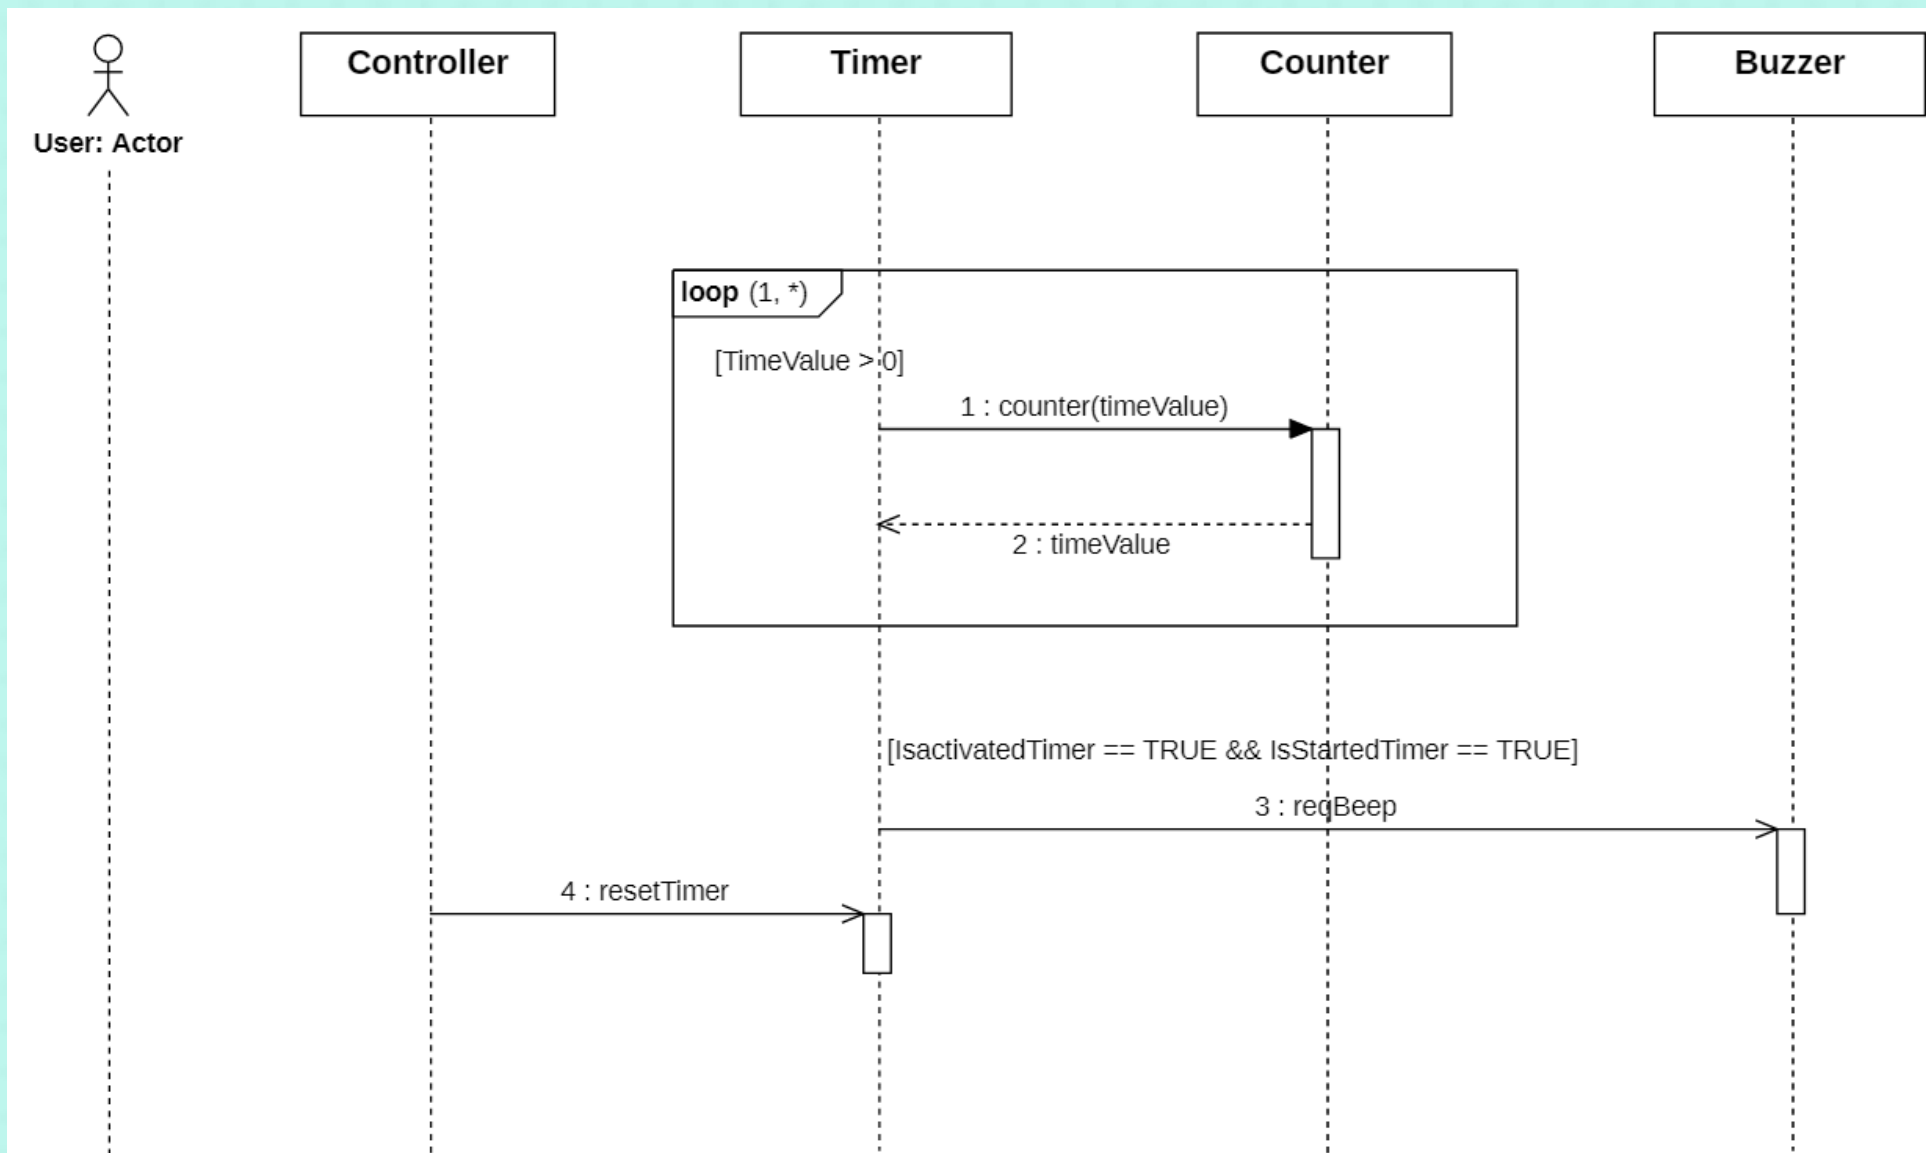 User: Actor
Controller
Timer
Counter
Buzzer
loop (1, *)
[TimeValue > 0]
1 : counter(timeValue)
2 : timeValue
[IsactivatedTimer == TRUE && IsStartedTimer == TRUE]
3 : reqBeep
4 : resetTimer